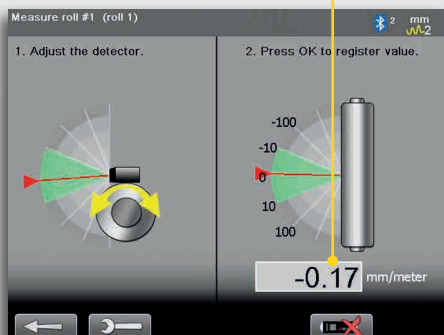 Measure roll #1 (roll 1)
2
mm
2
1. Adjust the detector.
2. Press OK to register value.
-100
-10
0
10
100
-0.17 mm/meter